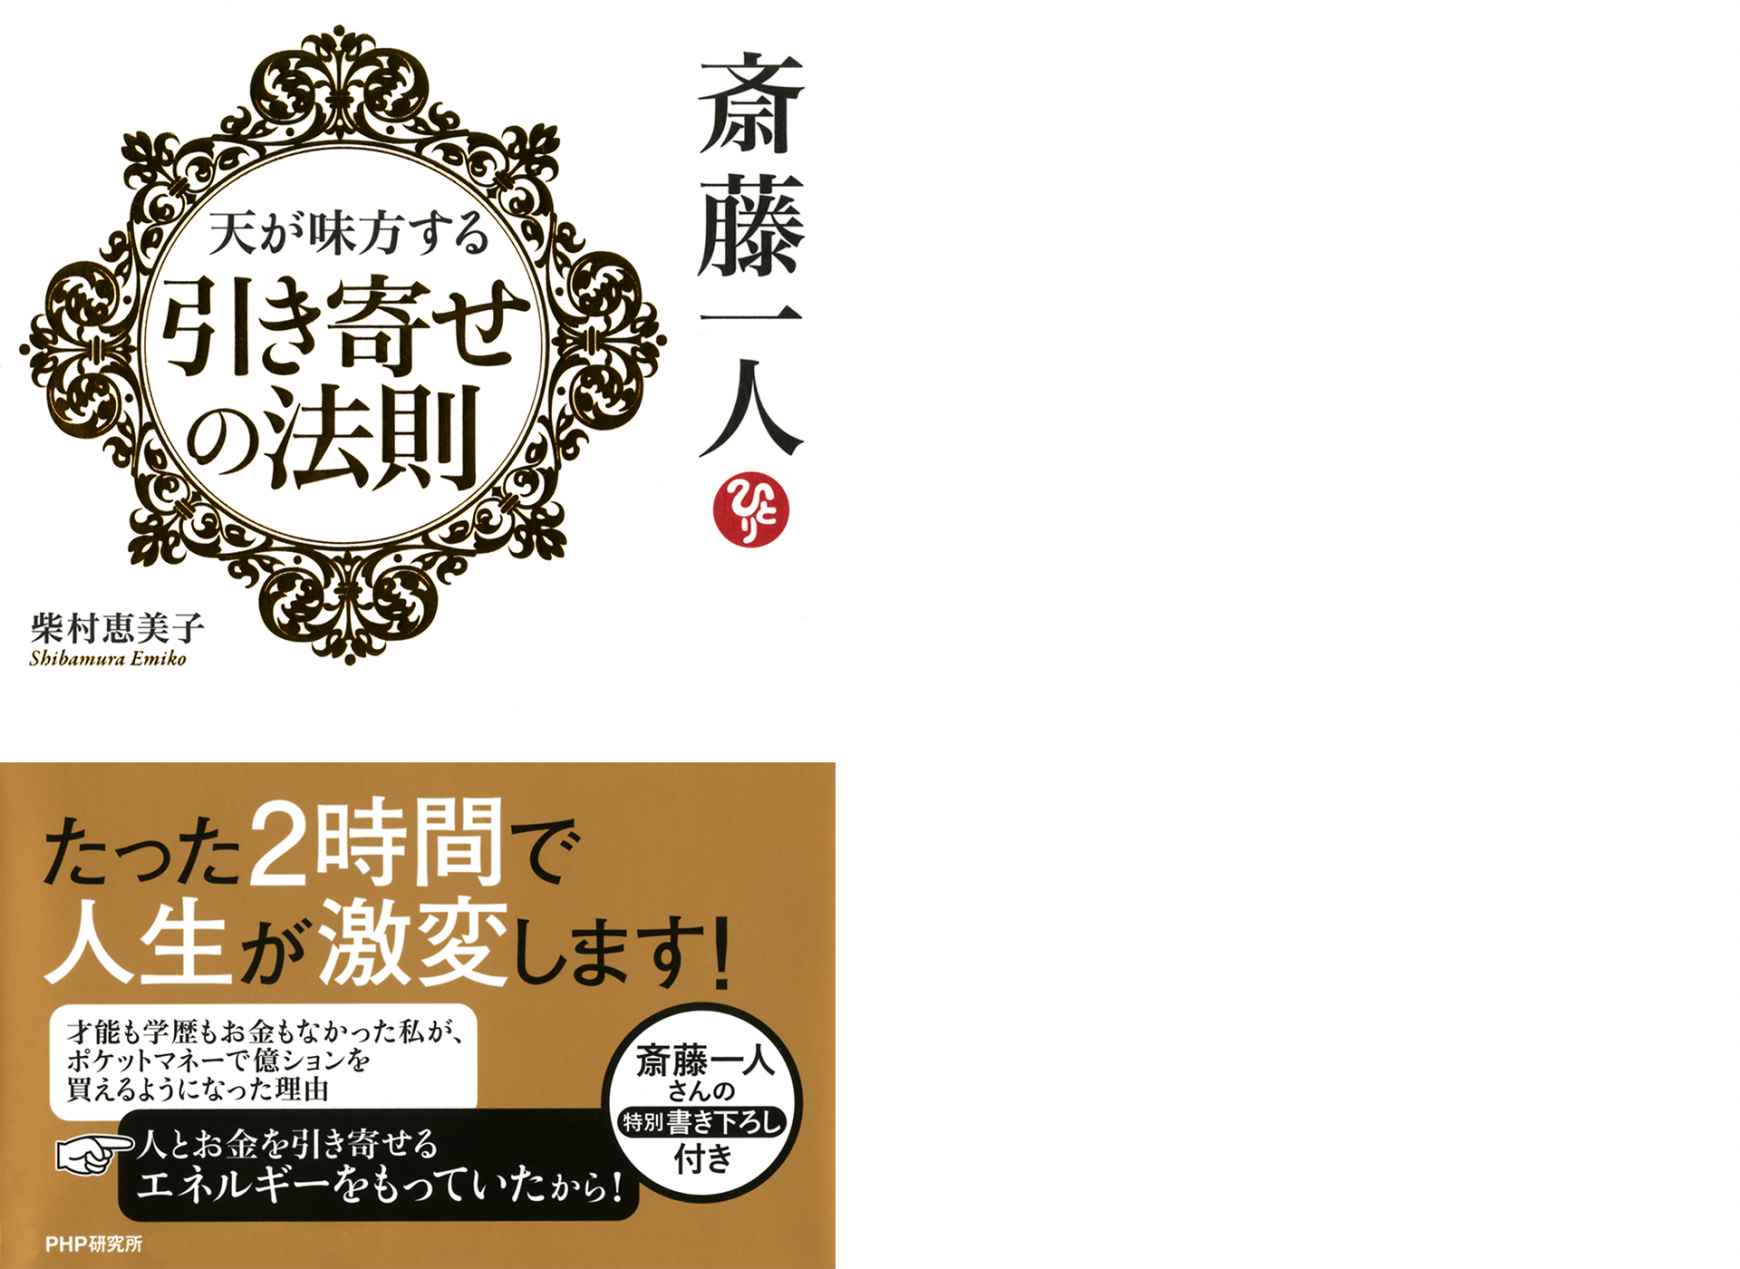 斎藤一人
ひとり
天が味方する
引き寄せ
の法則
柴村恵美子
Shibamura Emiko
たった2時間で
人生が激変します!
才能も学歴もお金もなかった私が、
ポケットマネーで億ションを
買えるようになった理由
人とお金を引き寄せる
エネルギーをもっていたから!
斎藤一人
さんの
特別書き下ろし
付き
PHP研究所